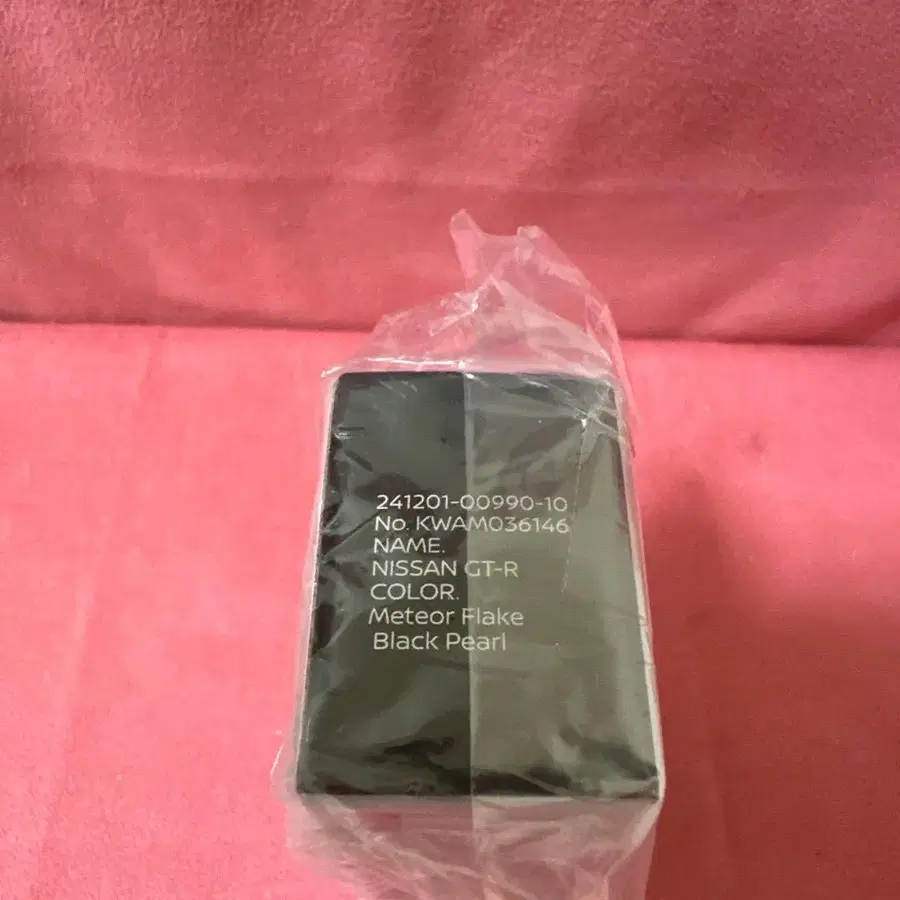 241201-00990-10
No. KWAM036146
NAME.
NISSAN GT-R
COLOR.
Meteor Flake
Black Pearl